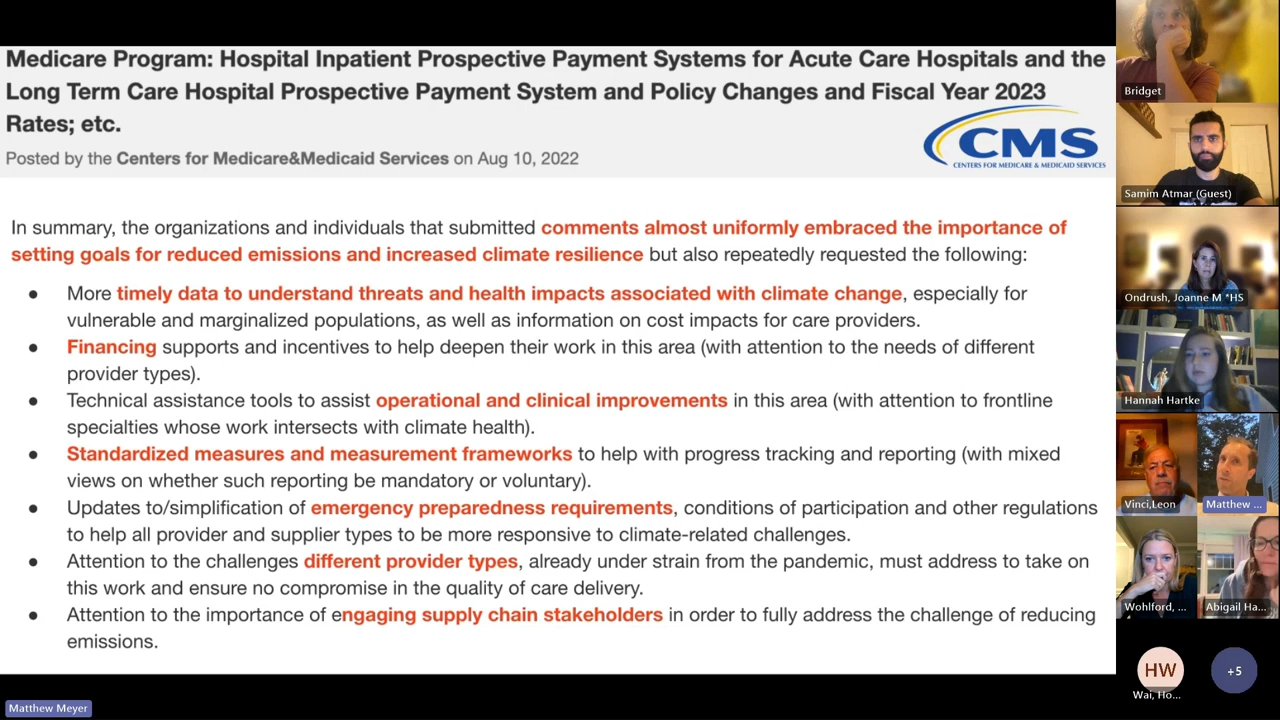 Medicare Program: Hospital Inpatient Prospective Payment Systems for Acute Care Hospitals and the
Long Term Care Hospital Prospective Payment System and Policy Changes and Fiscal Year 2023
Rates; etc.
Posted by the Centers for Medicare&Medicaid Services on Aug 10, 2022
CMS
CENTERS FOR MEDICARE & MEDICAID SERVICES
In summary, the organizations and individuals that submitted comments almost uniformly embraced the importance of
setting goals for reduced emissions and increased climate resilience but also repeatedly requested the following:
● More timely data to understand threats and health impacts associated with climate change, especially for
vulnerable and marginalized populations, as well as information on cost impacts for care providers.
● Financing supports and incentives to help deepen their work in this area (with attention to the needs of different
provider types).
● Technical assistance tools to assist operational and clinical improvements in this area (with attention to frontline
specialties whose work intersects with climate health).
● Standardized measures and measurement frameworks to help with progress tracking and reporting (with mixed
views on whether such reporting be mandatory or voluntary).
● Updates to/simplification of emergency preparedness requirements, conditions of participation and other regulations
to help all provider and supplier types to be more responsive to climate-related challenges.
● Attention to the challenges different provider types, already under strain from the pandemic, must address to take on
this work and ensure no compromise in the quality of care delivery.
● Attention to the importance of engaging supply chain stakeholders in order to fully address the challenge of reducing
emissions.
Matthew Meyer
Bridget
Samim Atmar (Guest)
Ondrush, Joanne M *HS
Hannah Hartke
Vinci,Leon
Matthew ...
Wohlford, ...
Abigail Ha...
HW
Wai, Ho...
+5